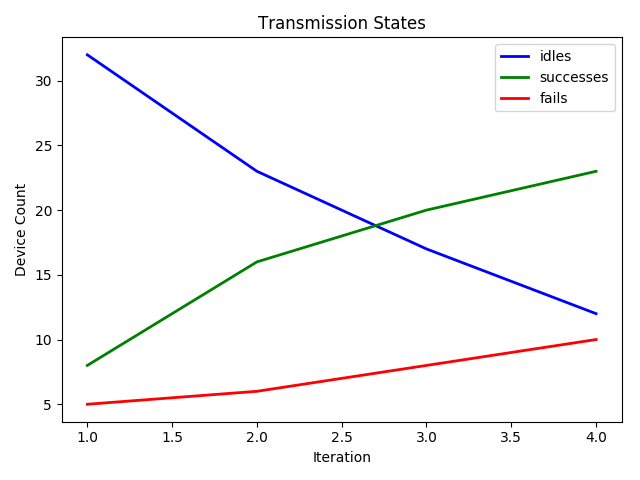 Transmission States
idles
successes
fails
Device Count
30
25
20
15
10
5
1.0 1.5 2.0 2.5 3.0 3.5 4.0
Iteration